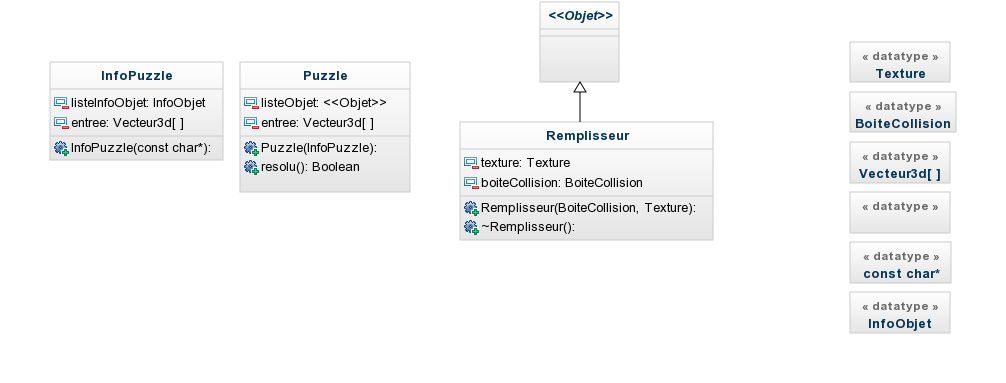 InfoPuzzle
listeInfoObjet: InfoObjet
entree: Vecteur3d[ ]
InfoPuzzle(const char*):
Puzzle
listeObjet: <<Objet>>
entree: Vecteur3d[ ]
Puzzle(InfoPuzzle):
resolu(): Boolean
<<Objet>>
Remplisseur
texture: Texture
boiteCollision: BoiteCollision
Remplisseur(BoiteCollision, Texture):
~Remplisseur():
« datatype »
Texture
« datatype »
BoiteCollision
« datatype »
Vecteur3d[ ]
« datatype »
« datatype »
const char*
« datatype »
InfoObjet